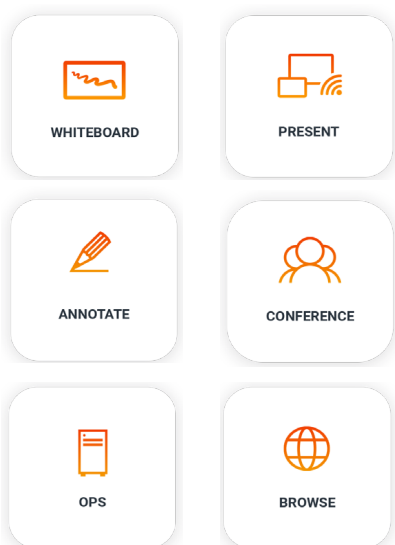 WHITEBOARD
PRESENT
ANNOTATE
CONFERENCE
OPS
BROWSE